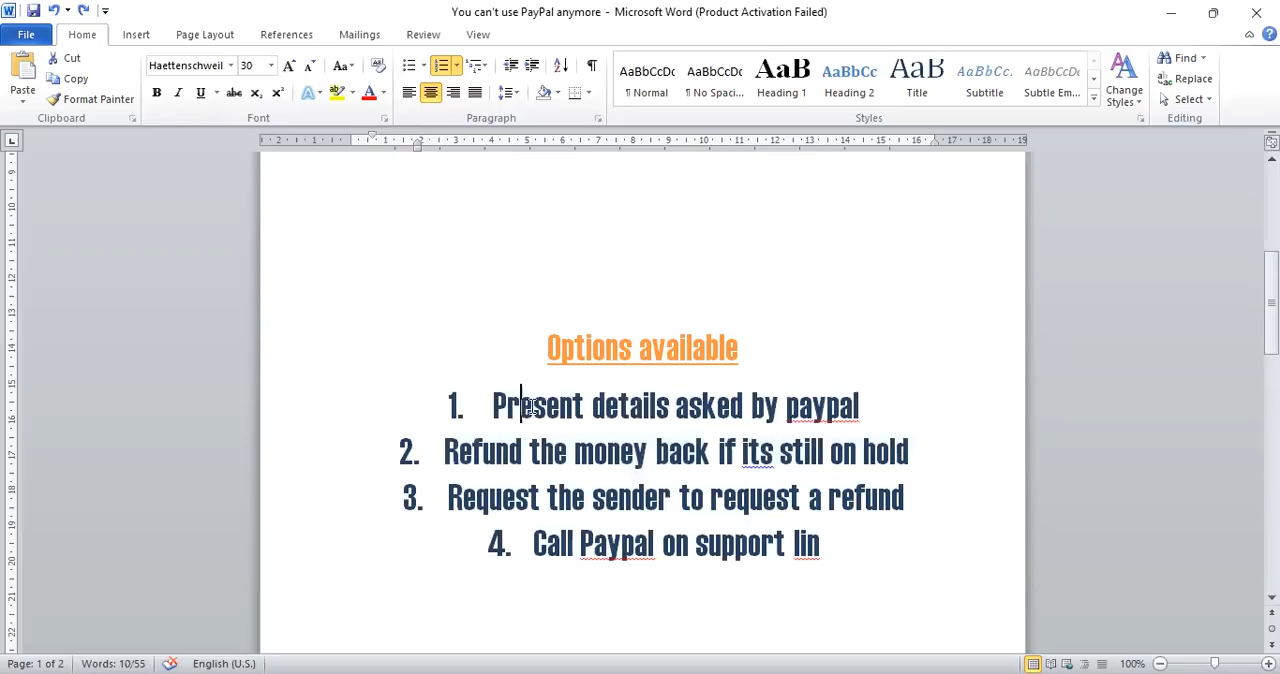 You can't use PayPal anymore - Microsoft Word (Product Activation Failed)
File Home Insert Page Layout References Mailings Review View
Paste Cut Copy Format Painter
Haettenschweil 30
AaBbCcDc AaBbCcDc AaB AaBbCc AaB AaBbCc. AaBbCcDc
¶ Normal ¶ No Spaci... Heading 1 Heading 2 Title Subtitle Subtle Em...
Change Styles
Find Replace Select
Clipboard Font Paragraph Styles Editing
Options available
1. Present details asked by paypal
2. Refund the money back if its still on hold
3. Request the sender to request a refund
4. Call Paypal on support lin
Page: 1 of 2 Words: 10/55 English (U.S.) 100%